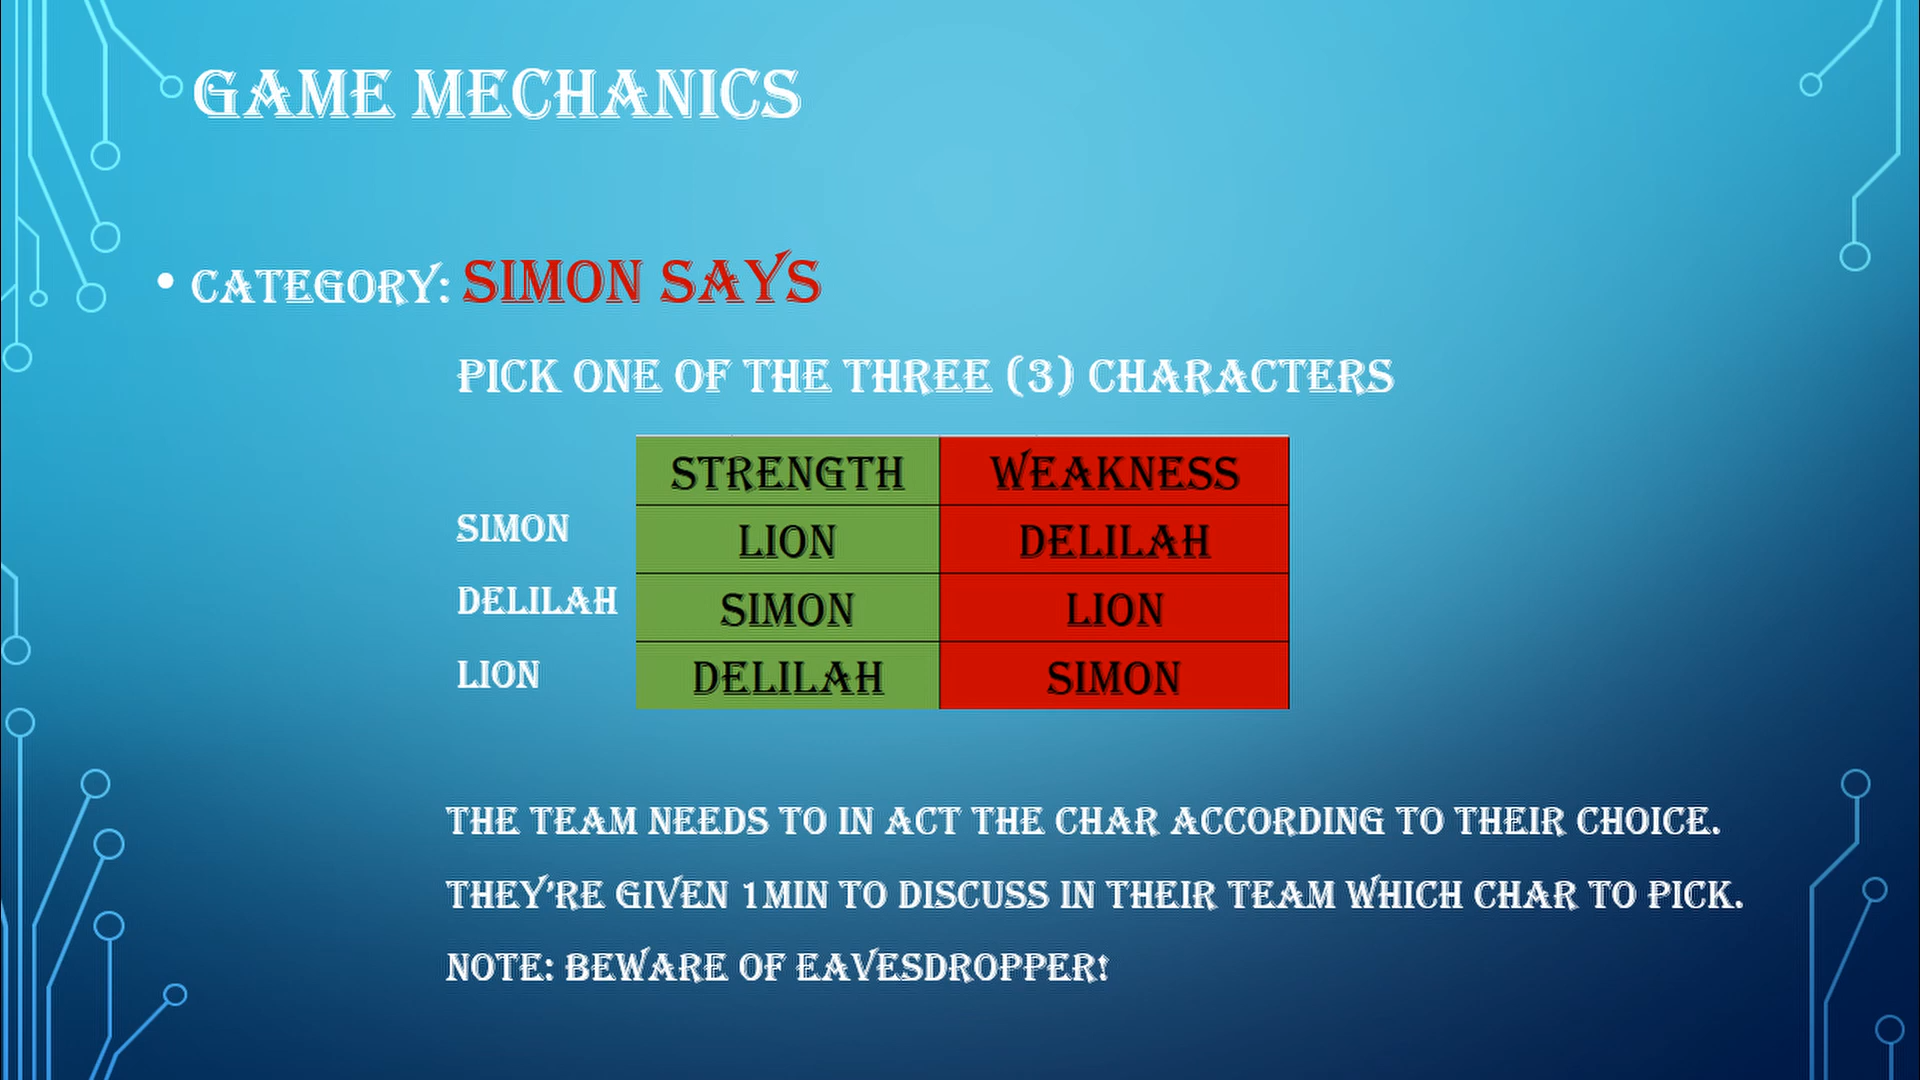 GAME MECHANICS
• CATEGORY: SIMON SAYS
PICK ONE OF THE THREE (3) CHARACTERS
STRENGTH WEAKNESS
SIMON LION DELILAH
DELILAH SIMON LION
LION DELILAH SIMON
THE TEAM NEEDS TO IN ACT THE CHAR ACCORDING TO THEIR CHOICE.
THEY'RE GIVEN 1MIN TO DISCUSS IN THEIR TEAM WHICH CHAR TO PICK.
NOTE: BEWARE OF EAVESDROPPER!